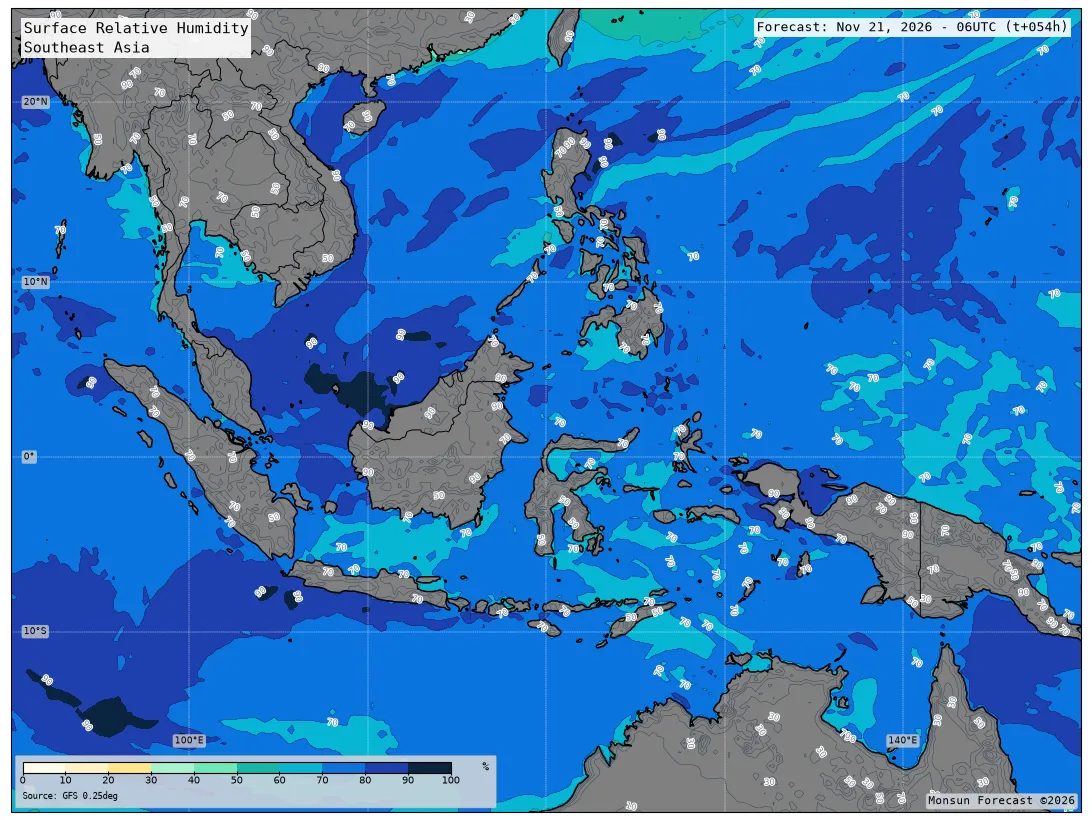 Surface Relative Humidity
Southeast Asia
Forecast: Nov 21, 2026 - 06UTC (t+054h)
20°N
10°N
0°
10°S
100°E
140°E
0 10 20 30 40 50 60 70 80 90 100
%
Source: GFS 0.25deg
Monsun Forecast ©2026